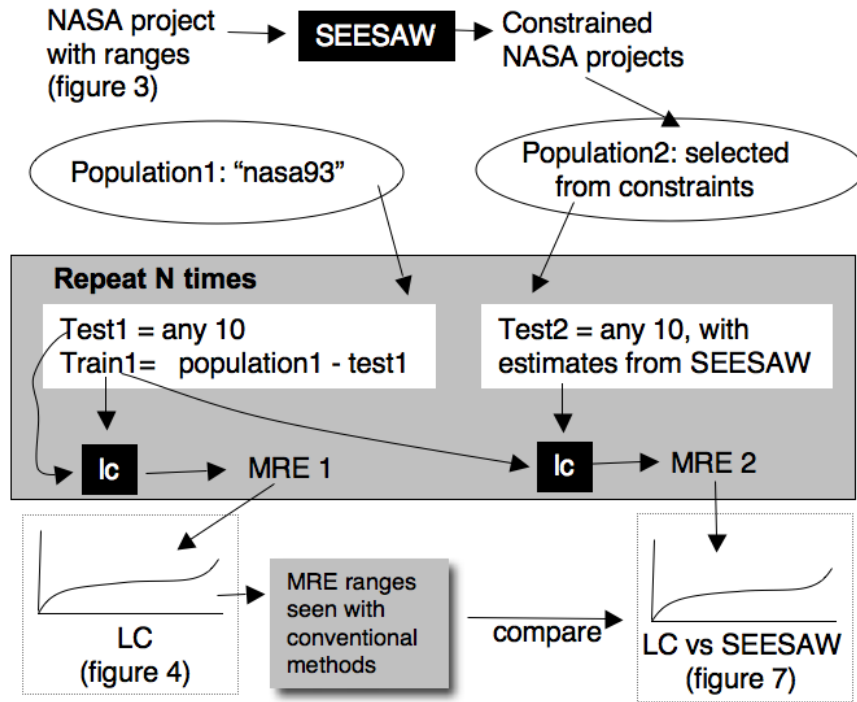 NASA project
with ranges
(figure 3)
SEESAW
Constrained
NASA projects
Population1: “nasa93”
Population2: selected
from constraints
Repeat N times
Test1 = any 10
Train1= population1 - test1
Test2 = any 10, with
estimates from SEESAW
lc
MRE 1
lc
MRE 2
LC
(figure 4)
MRE ranges
seen with
conventional
methods
compare
LC vs SEESAW
(figure 7)